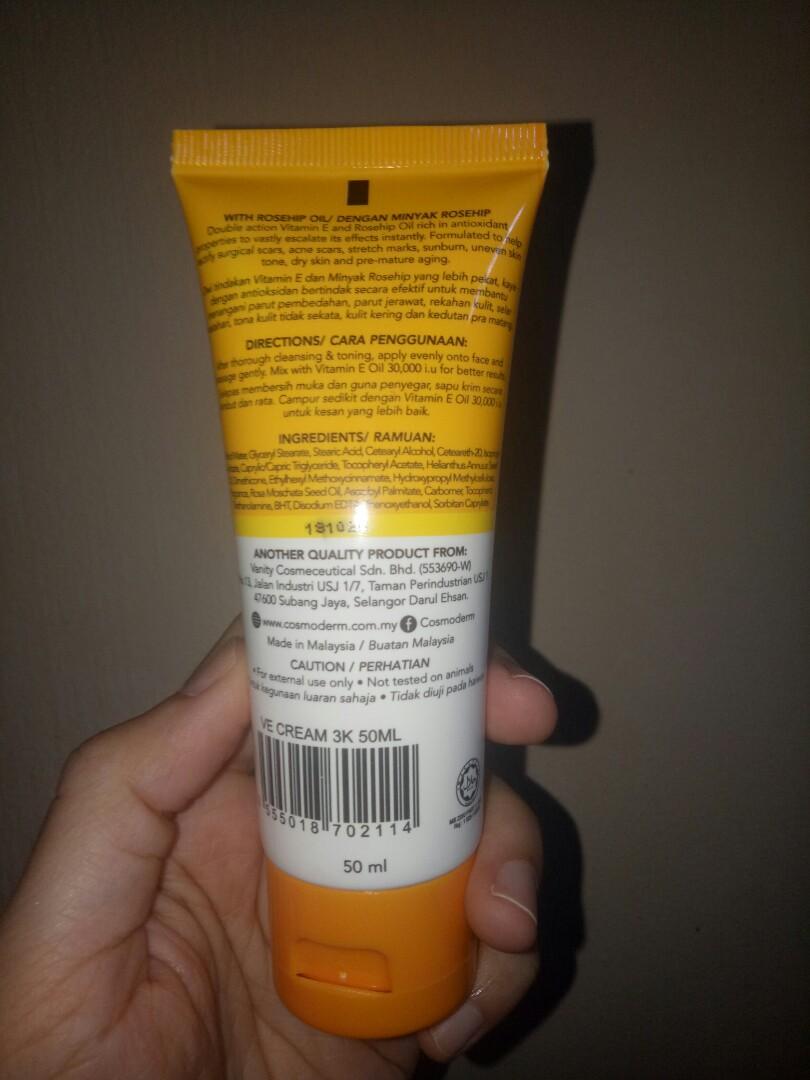 WITH ROSEHIP OIL/ DENGAN MINYAK ROSEHIP
Double action Vitamin E and Rosehip Oil rich in antioxidant
properties to vastly escalate its effects instantly. Formulated to help
surgical scars, acne scars, stretch marks, sunburn, uneven skin
tone, dry skin and pre-mature aging.
tindakan Vitamin E dan Minyak Rosehip yang lebih pekat, kaya
dengan antioksidan bertindak secara efektif untuk membantu
menangani parut pembedahan, parut jerawat, rekahan kulit,
tona kulit tidak sekata, kulit kering dan kedutan pra matang
DIRECTIONS/ CARA PENGGUNAAN:
After thorough cleansing & toning, apply evenly onto face and
gently. Mix with Vitamin E Oil 30,000 i.u for better results
membersih muka dan guna penyegar, sapu krim secara
dan rata. Campur sedikit dengan Vitamin E Oil 30,000 i.u
untuk kesan yang lebih baik.
INGREDIENTS/ RAMUAN:
Glyceryl Stearate, Stearic Acid, Cetearyl Alcohol, Ceteareth-20,
Caprylic/Capric Triglyceride, Tocopheryl Acetate, Helianthus Annuus
Dimethicone, Ethylhexyl Methoxycinnamate, Hydroxypropyl
Rosa Moschata Seed Oil, Ascorbyl Palmitate, Carbomer,
BHT, Disodium EDTA, Phenoxyethanol, Sorbitan Caprylate
ANOTHER QUALITY PRODUCT FROM:
Vanity Cosmeceutical Sdn. Bhd. (553690-W)
Jalan Industri USJ 1/7, Taman Perindustrian USJ
47600 Subang Jaya, Selangor Darul Ehsan.
www.cosmoderm.com.my f Cosmoderm
Made in Malaysia / Buatan Malaysia
CAUTION / PERHATIAN
• For external use only • Not tested on animals
kegunaan luaran sahaja • Tidak diuji pada
VE CREAM 3K 50ML
555018 702114
50 ml